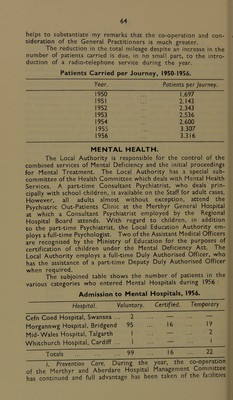 64
helps to substantiate my remarks that the co-operation and con-
sideration of the General Practitioners is much greater.
The reduction in the total mileage despite an increase in the
number of patients carried is due, in no small part, to the intro-
duction of a radio-telephone service during the year.
Patients Carried per Journey, 1950-1956.
Year. Patients per Journey.
1950 1.697
1951 2.143
1952 2.343
1953 2.536
1954 2.600
1955 3.307
1956 3.316
MENTAL HEALTH.
The Local Authority is responsible for the control of the
combined services of Mental Deficiency and the initial proceedings
for Mental Treatment. The Local Authority has a special sub-
committee of the Health Committee which deals with Mental Health
Services. A part-time Consultant Psychiatrist, who deals prin-
cipally with school children, is available on the Staff for adult cases.
However, all adults almost without exception, attend the
Psychiatric Out-Patients Clinic at the Merthyr General Hospital
at which a Consultant Psychiatrist employed by the Regional
Hospital Board attends. With regard to children, in addition
to the part-time Psychiatrist, the Local Education Authority em-
ploys a full-time Psychologist. Two of the Assistant Medical Officers
are recognised by the Ministry of Education for the purposes of
certification of children under the Mental Deficiency Act. The
Local Authority employs a full-time Duly Authorised Officer, who
has the assistance of a part-time Deputy Duly Authorised Officer
when required.
The subjoined table shows the number of patients in the
various categories who entered Mental Hospitals during 1956 :
Admission to Mental Hospitals, 1956.
Hospital. Voluntary. Certified. Temporary
Cefn Coed Hospital, Swansea 2 — —
Morgannwg Hospital, Bridgend 95 16 19
Mid-Wales Hospital, Talgarth 1 — 2
Whitchurch Hospital, Cardiff 1 — 1
Totals 99 16 22
1. Prevention Care. During the year, the co-operation
of the Merthyr and Aberdare Hospital Management Committee
has continued and full advantage has been taken of the facilities